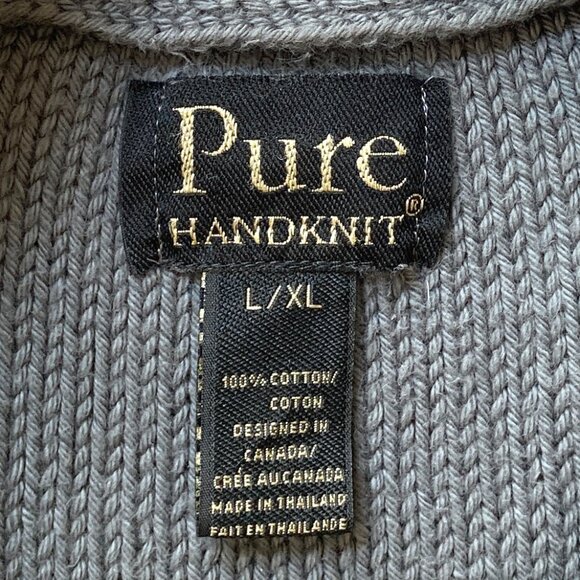 Pure
HANDKNIT®
L/XL
100% COTTON/
COTON
DESIGNED IN
CANADA/
CRÉE AU CANADA
MADE IN THAILAND
FAIT EN THAILANDE